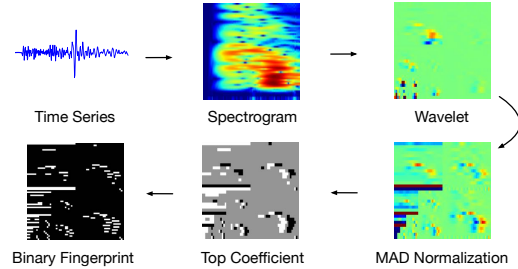 Time Series
Spectrogram
Wavelet
Binary Fingerprint
Top Coefficient
MAD Normalization